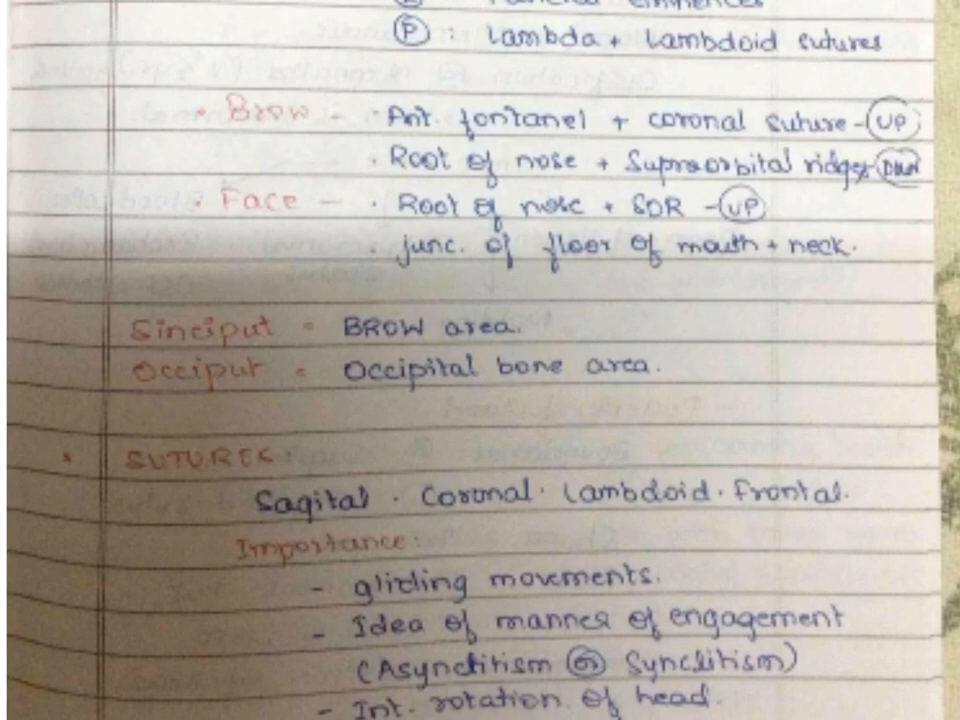 (P) : Lambda + Lambdoid sutures
· Brow - · Ant. fontanel + coronal suture - (UP)
· Root of nose + Supraorbital ridges (DWN)
· Face - · Root of nose + SOR - (UP)
· junc. of floor of mouth + neck.
Sinciput = BROW area.
Occiput = Occipital bone area.
· SUTURES
Sagital · Coronal · Lambdoid · Frontal.
Importance:
- gliding movements.
- Idea of manner of engagement
(Asynclitism (or) Synclitism)
- Int. rotation of head.